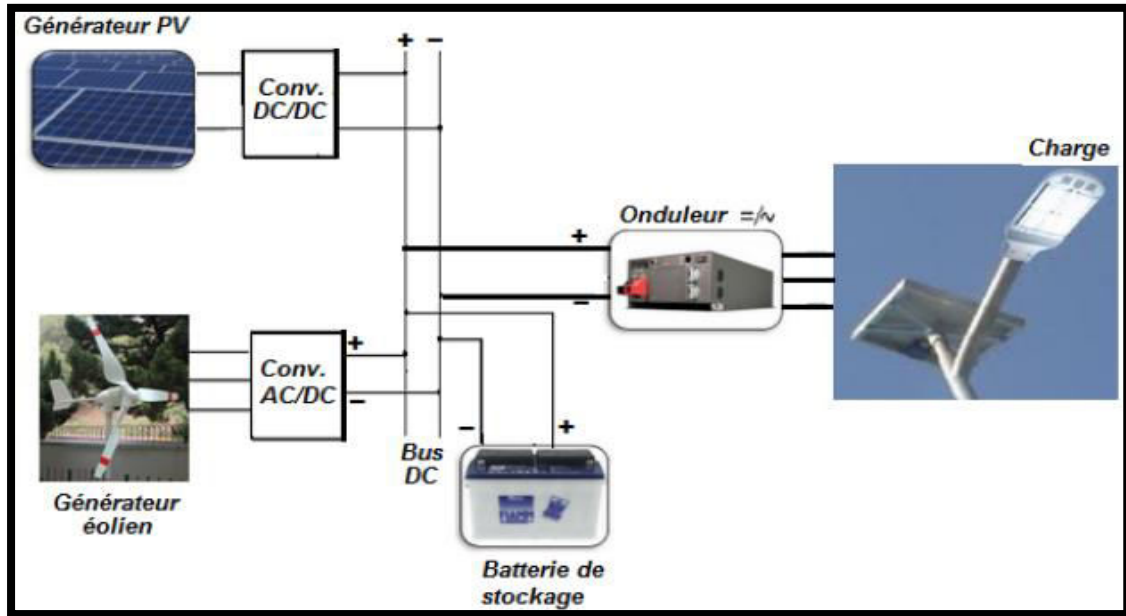 Générateur PV
+ −
Conv.
DC/DC
Charge
Onduleur =/~
+
−
Conv.
AC/DC
+
−
Bus
DC
− +
Générateur
éolien
Batterie de
stockage